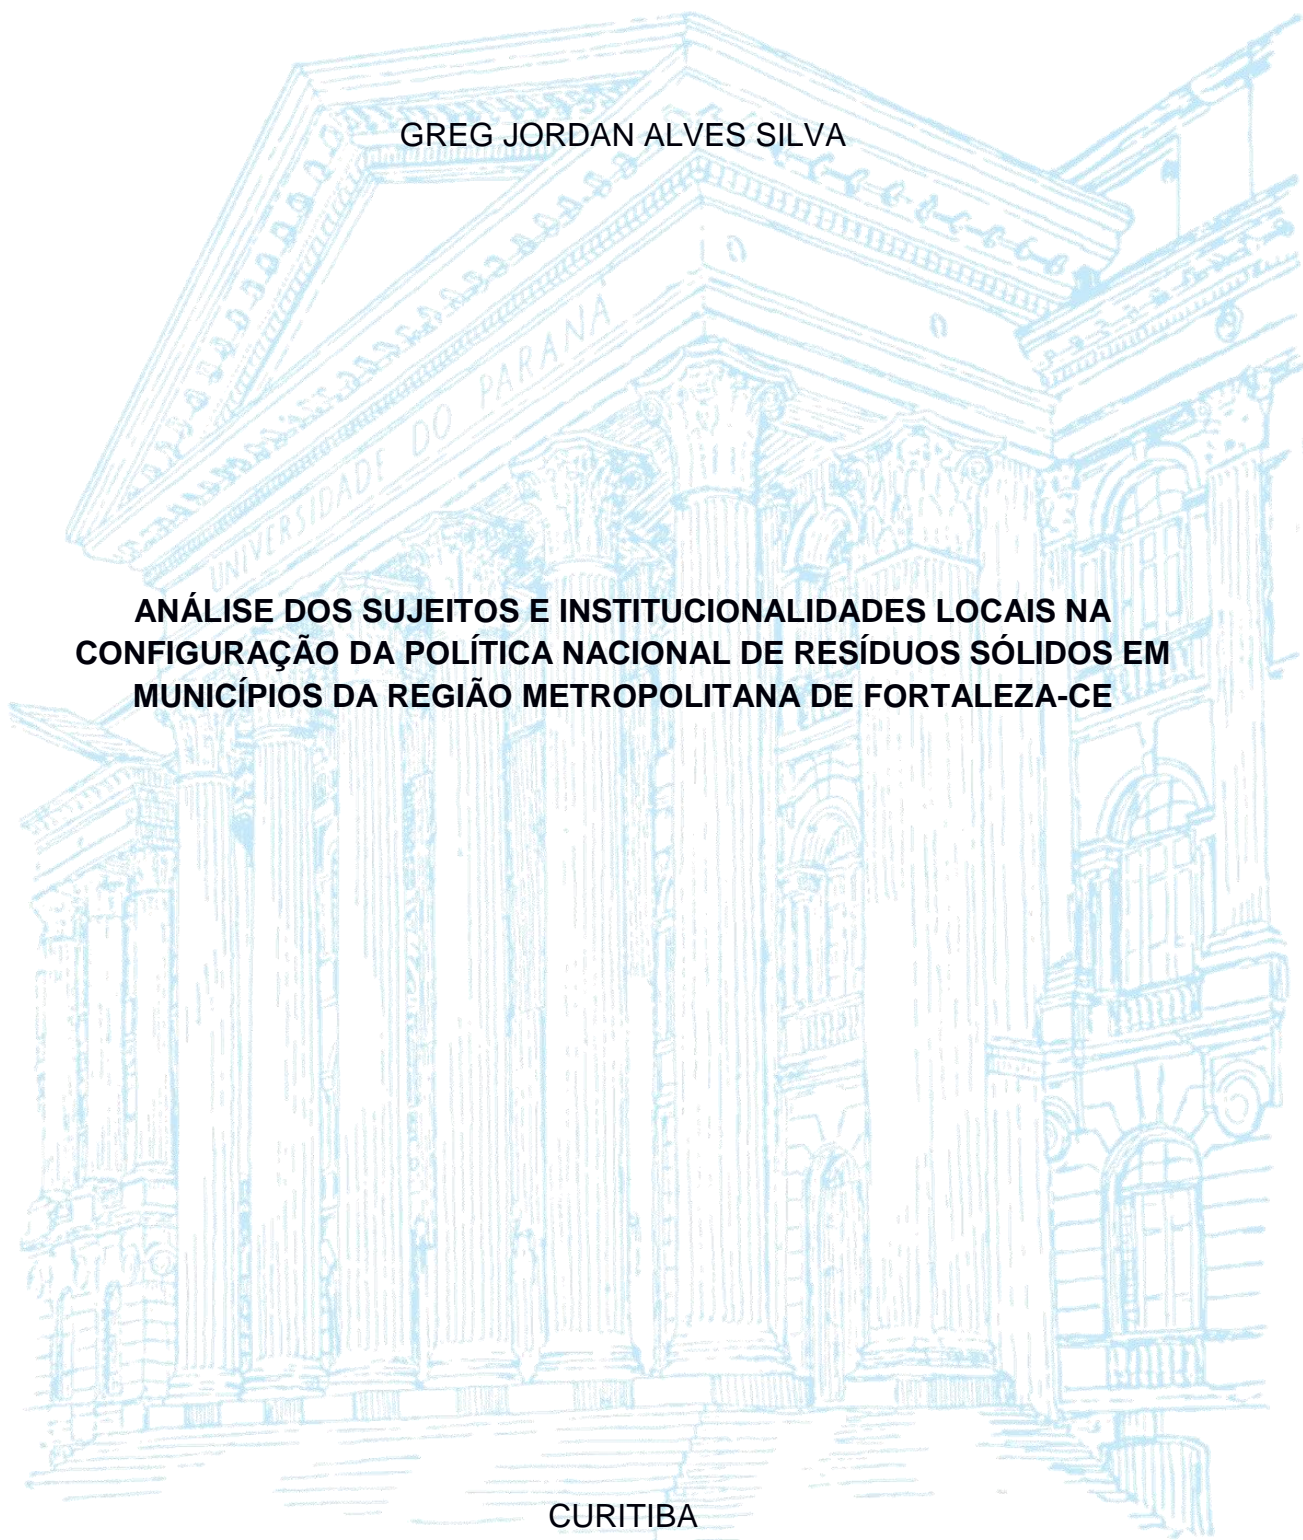 GREG JORDAN ALVES SILVA
UNIVERSIDADE DO PARANÁ
ANÁLISE DOS SUJEITOS E INSTITUCIONALIDADES LOCAIS NA
CONFIGURAÇÃO DA POLÍTICA NACIONAL DE RESÍDUOS SÓLIDOS EM
MUNICÍPIOS DA REGIÃO METROPOLITANA DE FORTALEZA-CE
CURITIBA